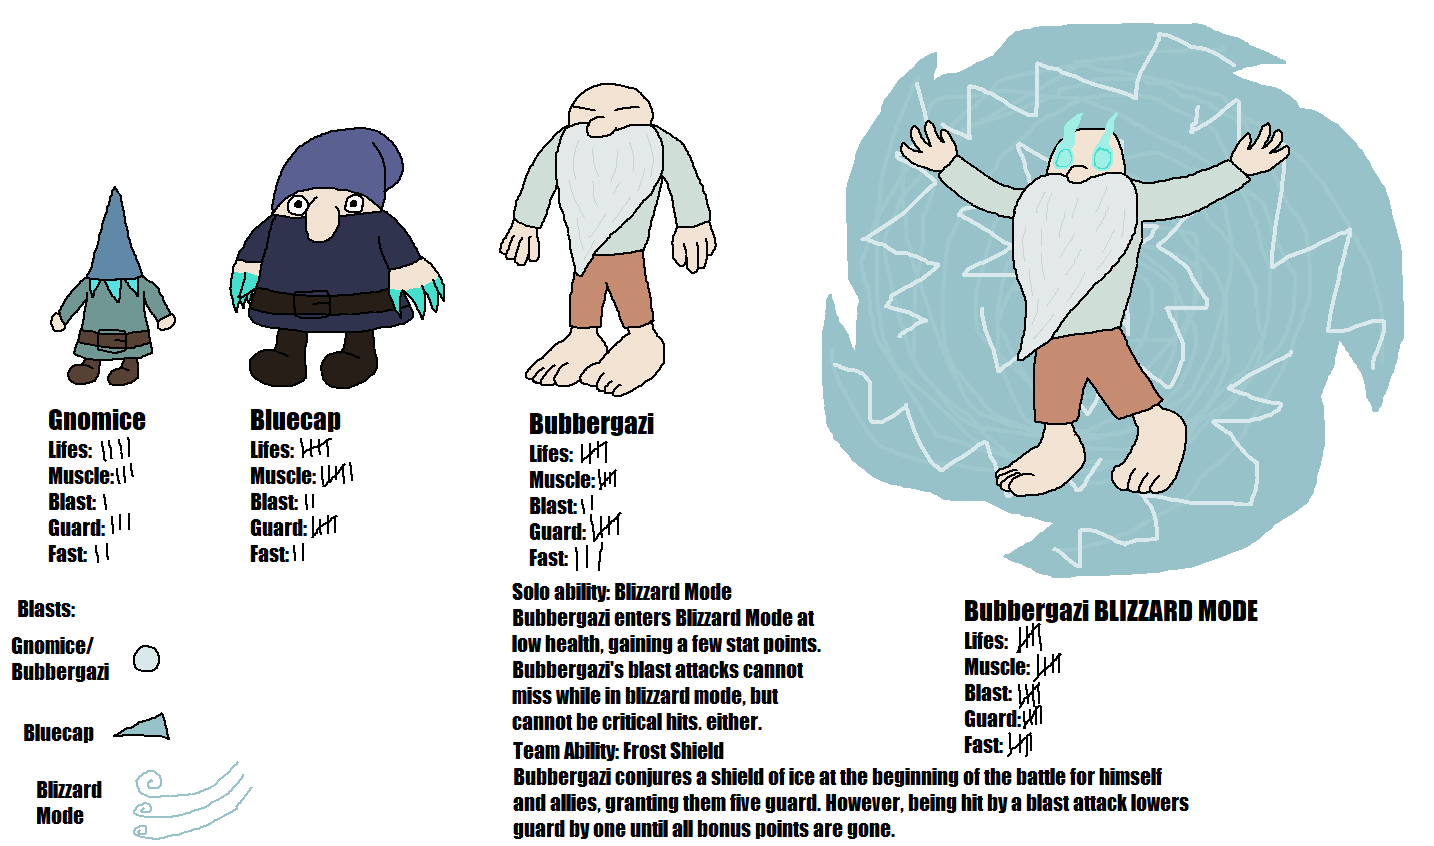 Gnomice
Lifes:
Muscle:
Blast:
Guard:
Fast:
Bluecap
Lifes:
Muscle:
Blast:
Guard:
Fast:
Bubbergazi
Lifes:
Muscle:
Blast:
Guard:
Fast:
Solo ability: Blizzard Mode
Bubbergazi enters Blizzard Mode at
low health, gaining a few stat points.
Bubbergazi's blast attacks cannot
miss while in blizzard mode, but
cannot be critical hits. either.
Team Ability: Frost Shield
Bubbergazi conjures a shield of ice at the beginning of the battle for himself
and allies, granting them five guard. However, being hit by a blast attack lowers
guard by one until all bonus points are gone.
Bubbergazi BLIZZARD MODE
Lifes:
Muscle:
Blast:
Guard:
Fast:
Blasts:
Gnomice/
Bubbergazi
Bluecap
Blizzard
Mode